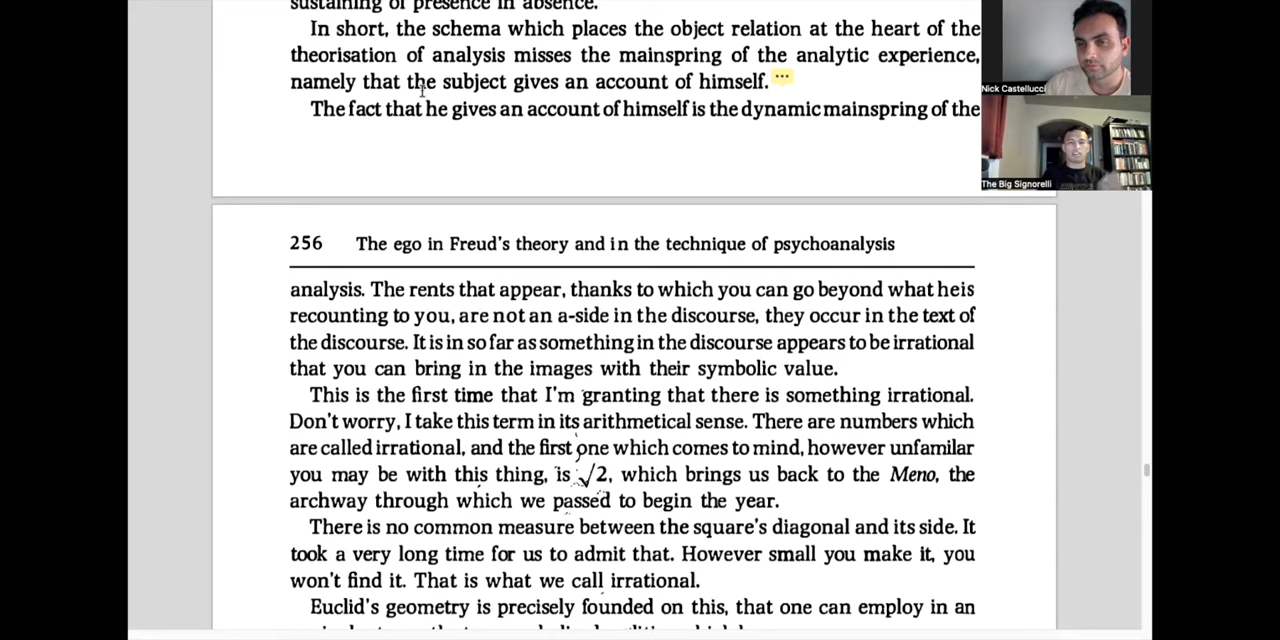 sustaining of presence in absence.
In short, the schema which places the object relation at the heart of the
theorisation of analysis misses the mainspring of the analytic experience,
namely that the subject gives an account of himself.
The fact that he gives an account of himself is the dynamic mainspring of the
Nick Castellucci
The Big Signorelli
256 The ego in Freud's theory and in the technique of psychoanalysis
analysis. The rents that appear, thanks to which you can go beyond what heis
recounting to you, are not an a-side in the discourse, they occur in the text of
the discourse. It is in so far as something in the discourse appears to be irrational
that you can bring in the images with their symbolic value.
This is the first time that I'm granting that there is something irrational.
Don't worry, I take this term in its arithmetical sense. There are numbers which
are called irrational, and the first one which comes to mind, however unfamilar
you may be with this thing, is √2, which brings us back to the Meno, the
archway through which we passed to begin the year.
There is no common measure between the square's diagonal and its side. It
took a very long time for us to admit that. However small you make it, you
won't find it. That is what we call irrational.
Euclid's geometry is precisely founded on this, that one can employ in an